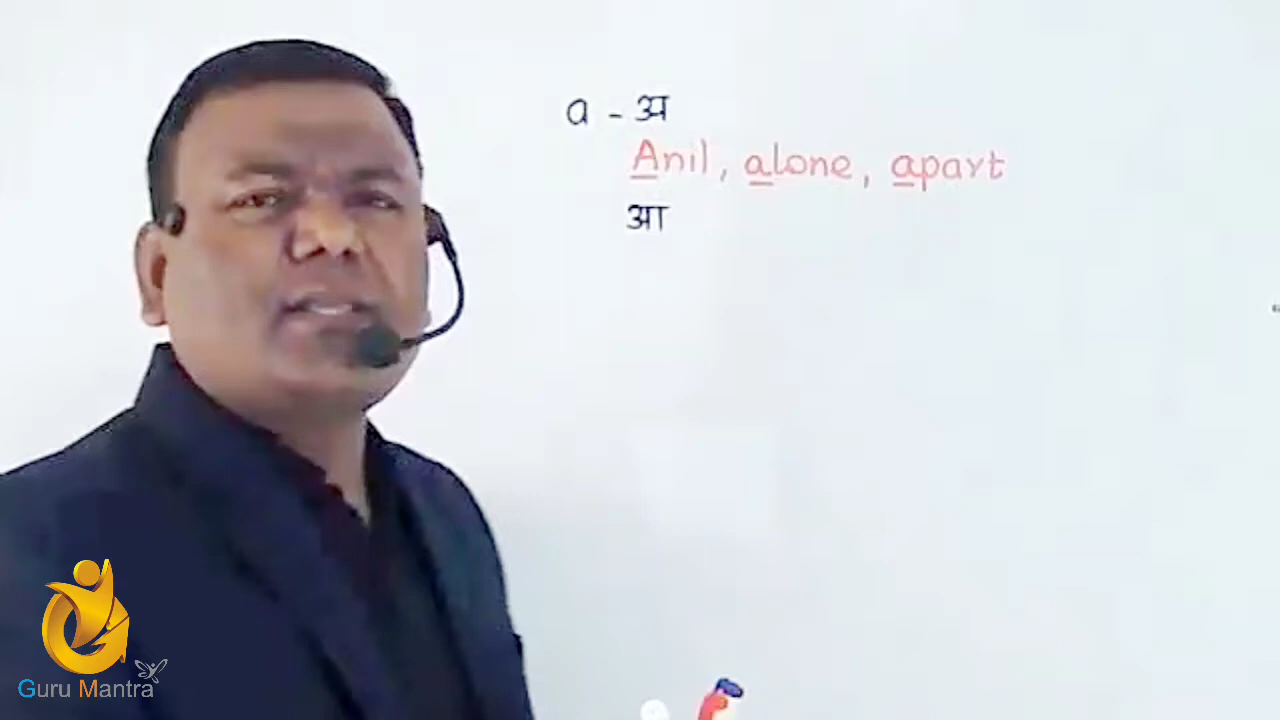 a - अ
Anil, alone, apart
आ
Guru Mantra